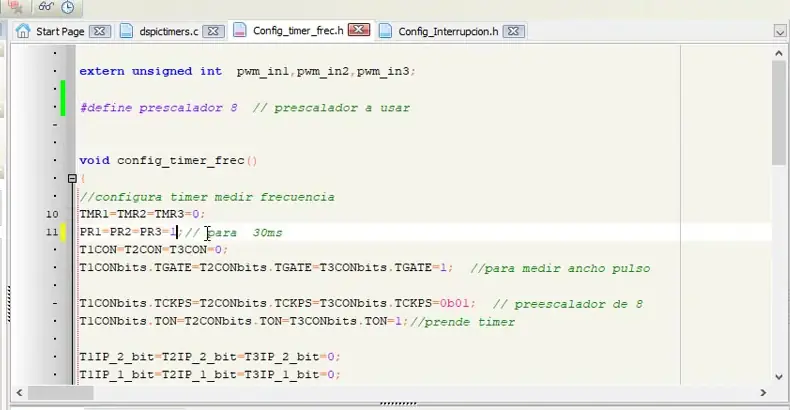 Start Page
dspictimers.c
Config_timer_frec.h
Config_Interrupcion.h
extern unsigned int pwm_in1,pwm_in2,pwm_in3;
#define prescalador 8 // prescalador a usar
void config_timer_frec()
{
//configura timer medir frecuencia
10 TMR1=TMR2=TMR3=0;
11 PR1=PR2=PR3=1;// para 30ms
T1CON=T2CON=T3CON=0;
T1CONbits.TGATE=T2CONbits.TGATE=T3CONbits.TGATE=1; //para medir ancho pulso
T1CONbits.TCKPS=T2CONbits.TCKPS=T3CONbits.TCKPS=0b01; // preescalador de 8
T1CONbits.TON=T2CONbits.TON=T3CONbits.TON=1;//prende timer
T1IP_2_bit=T2IP_2_bit=T3IP_2_bit=0;
T1IP_1_bit=T2IP_1_bit=T3IP_1_bit=0;